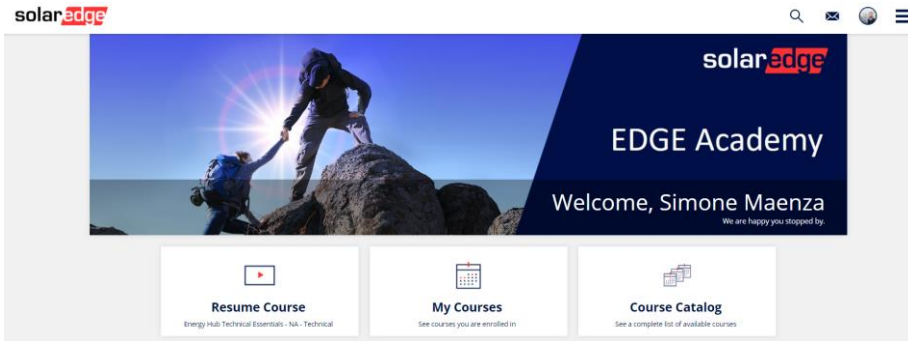 solaredge
solaredge
EDGE Academy
Welcome, Simone Maenza
We are happy you stopped by.
Resume Course
Energy Hub Technical Essentials - NA - Technical
My Courses
See courses you are enrolled in
Course Catalog
See a complete list of available courses